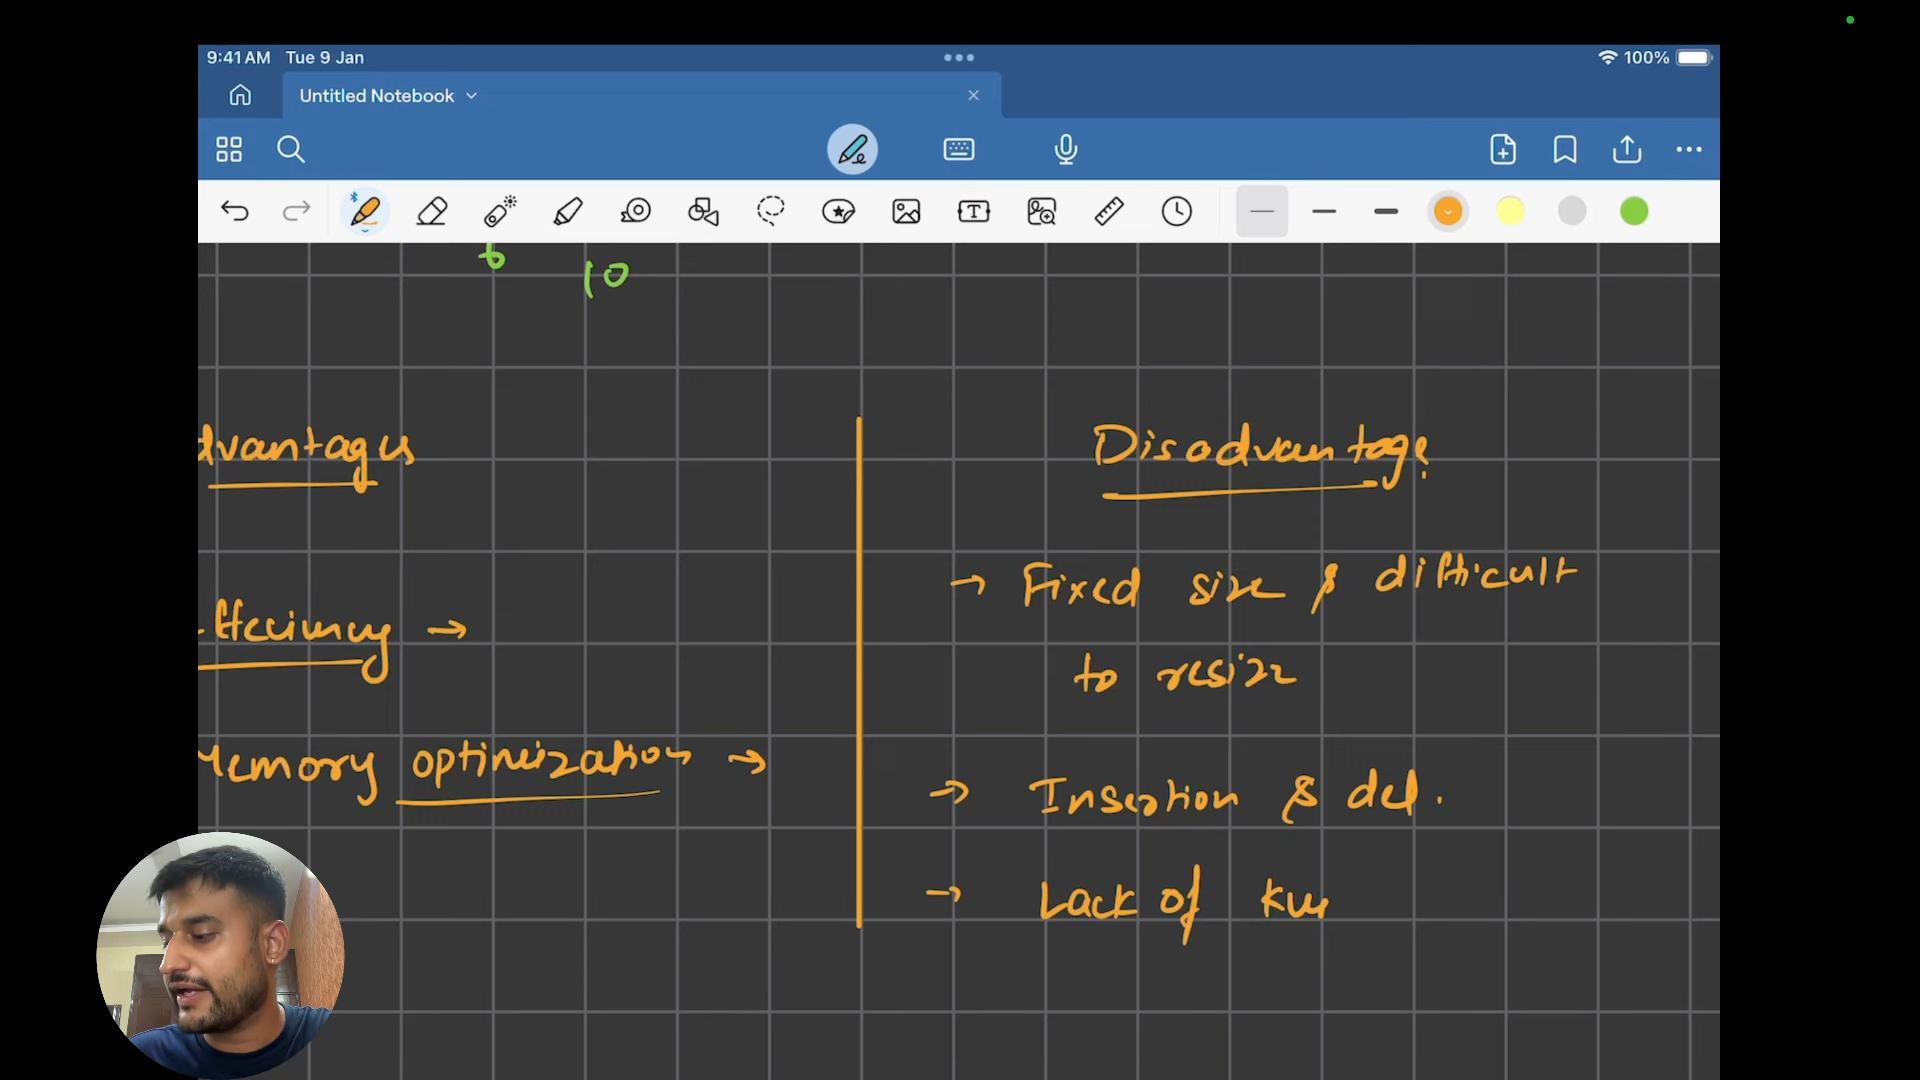 9:41 AM Tue 9 Jan
100%
Untitled Notebook
10
dvantages
Disadvantage
fficiency →
→ Fixed size & difficult
to resize
Memory optimization →
→ Insertion & del.
→ Lack of